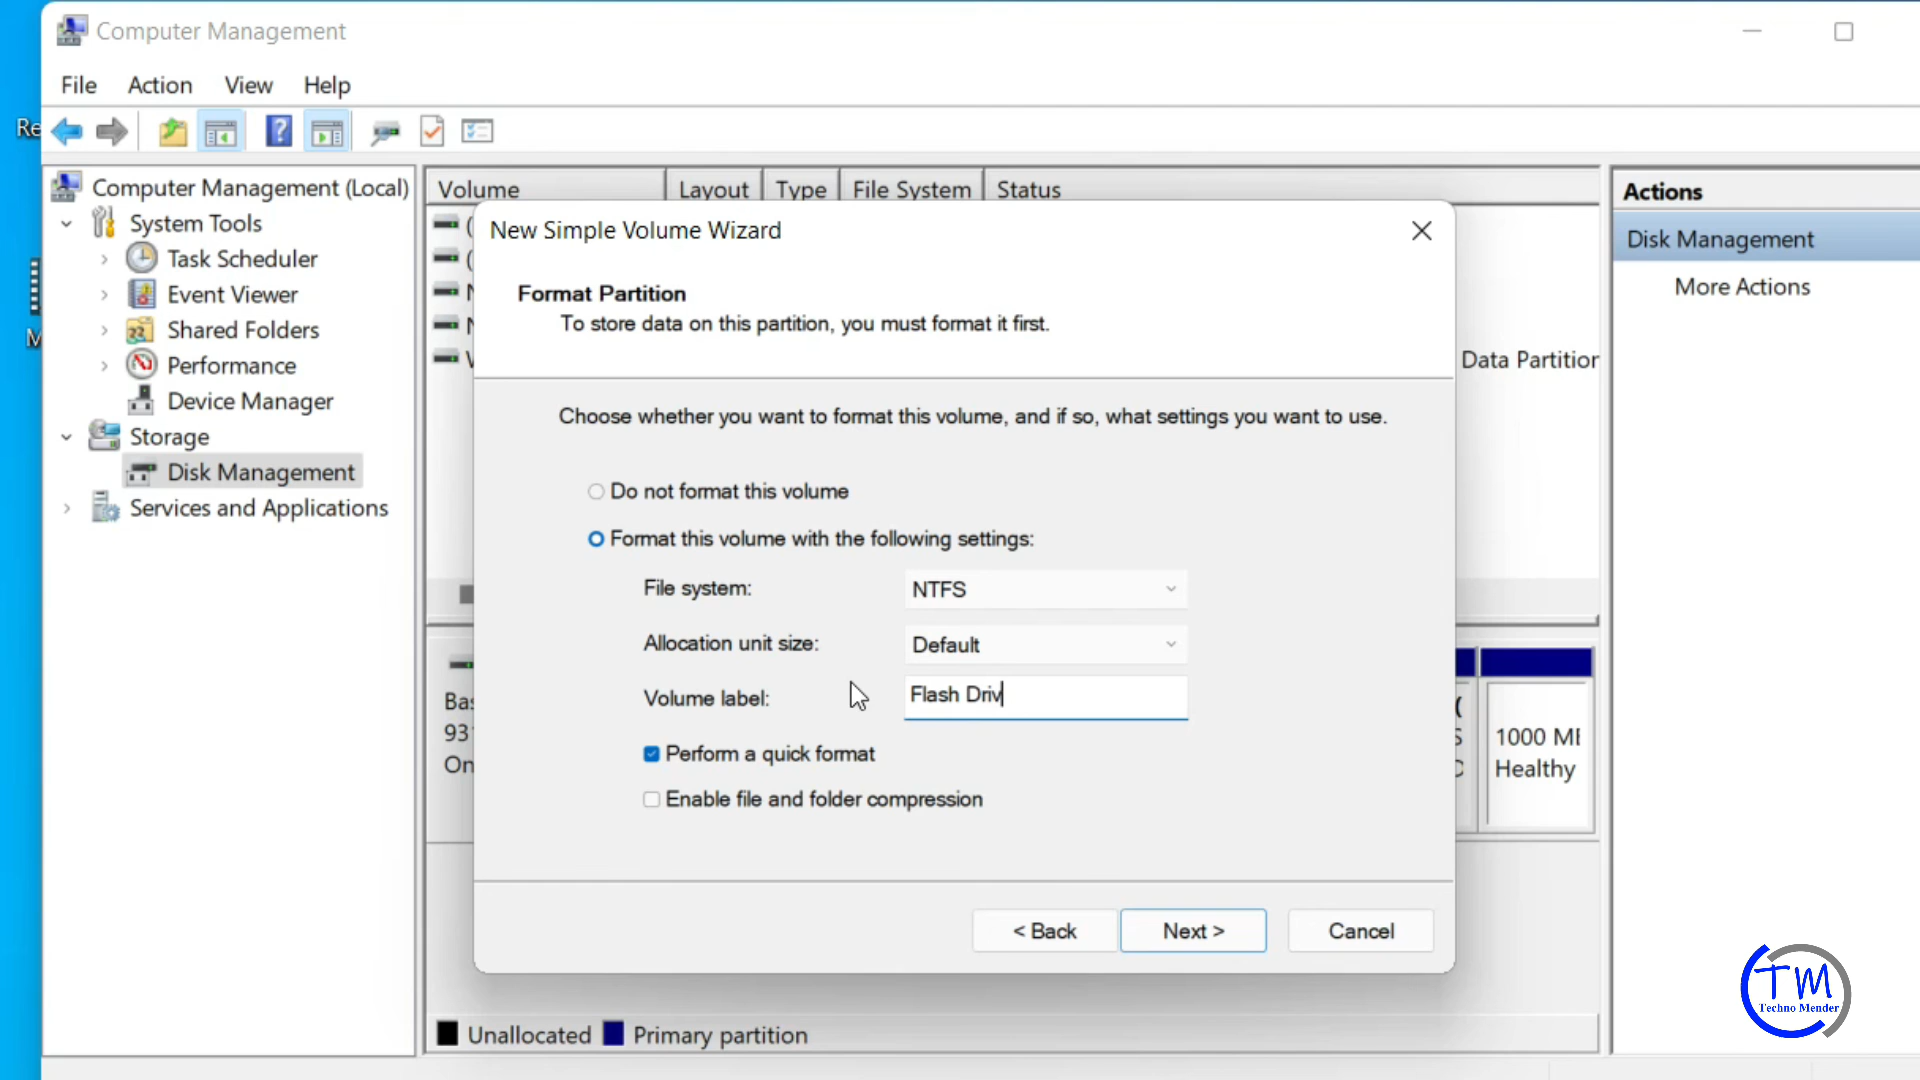 Computer Management
File Action View Help
Re
Computer Management (Local)
System Tools
Task Scheduler
Event Viewer
Shared Folders
Performance
Device Manager
Storage
Disk Management
Services and Applications
Volume Layout Type File System Status
Data Partition
New Simple Volume Wizard
Format Partition
To store data on this partition, you must format it first.
Choose whether you want to format this volume, and if so, what settings you want to use.
Do not format this volume
Format this volume with the following settings:
File system: NTFS
Allocation unit size: Default
Volume label: Flash Driv
Perform a quick format
Enable file and folder compression
< Back Next > Cancel
Bas
93
On
1000 MB
Healthy
Unallocated Primary partition
Actions
Disk Management
More Actions
TM
Techno Mender